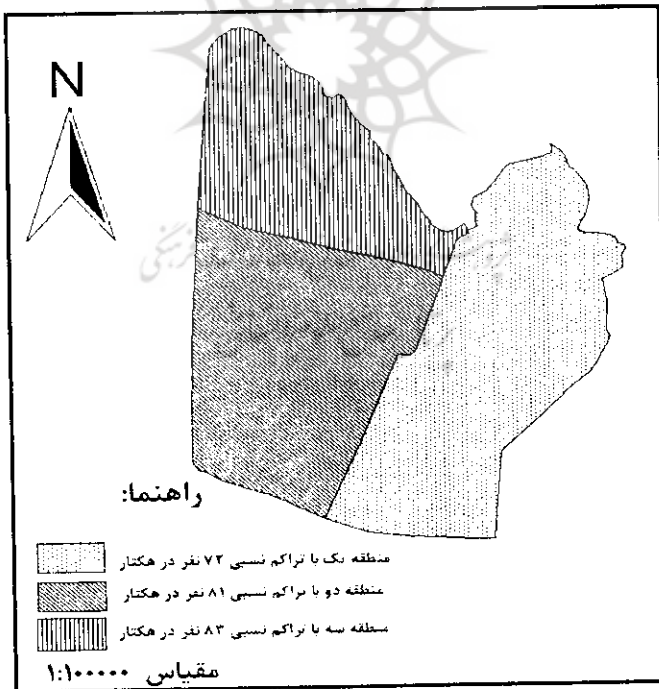 N
راهنما:
منطقه یک با تراکم نسبی ۷۲ نفر در هکتار
منطقه دو با تراکم نسبی ۸۱ نفر در هکتار
منطقه سه با تراکم نسبی ۸۳ نفر در هکتار
مقیاس ۱:۱۰۰۰۰۰